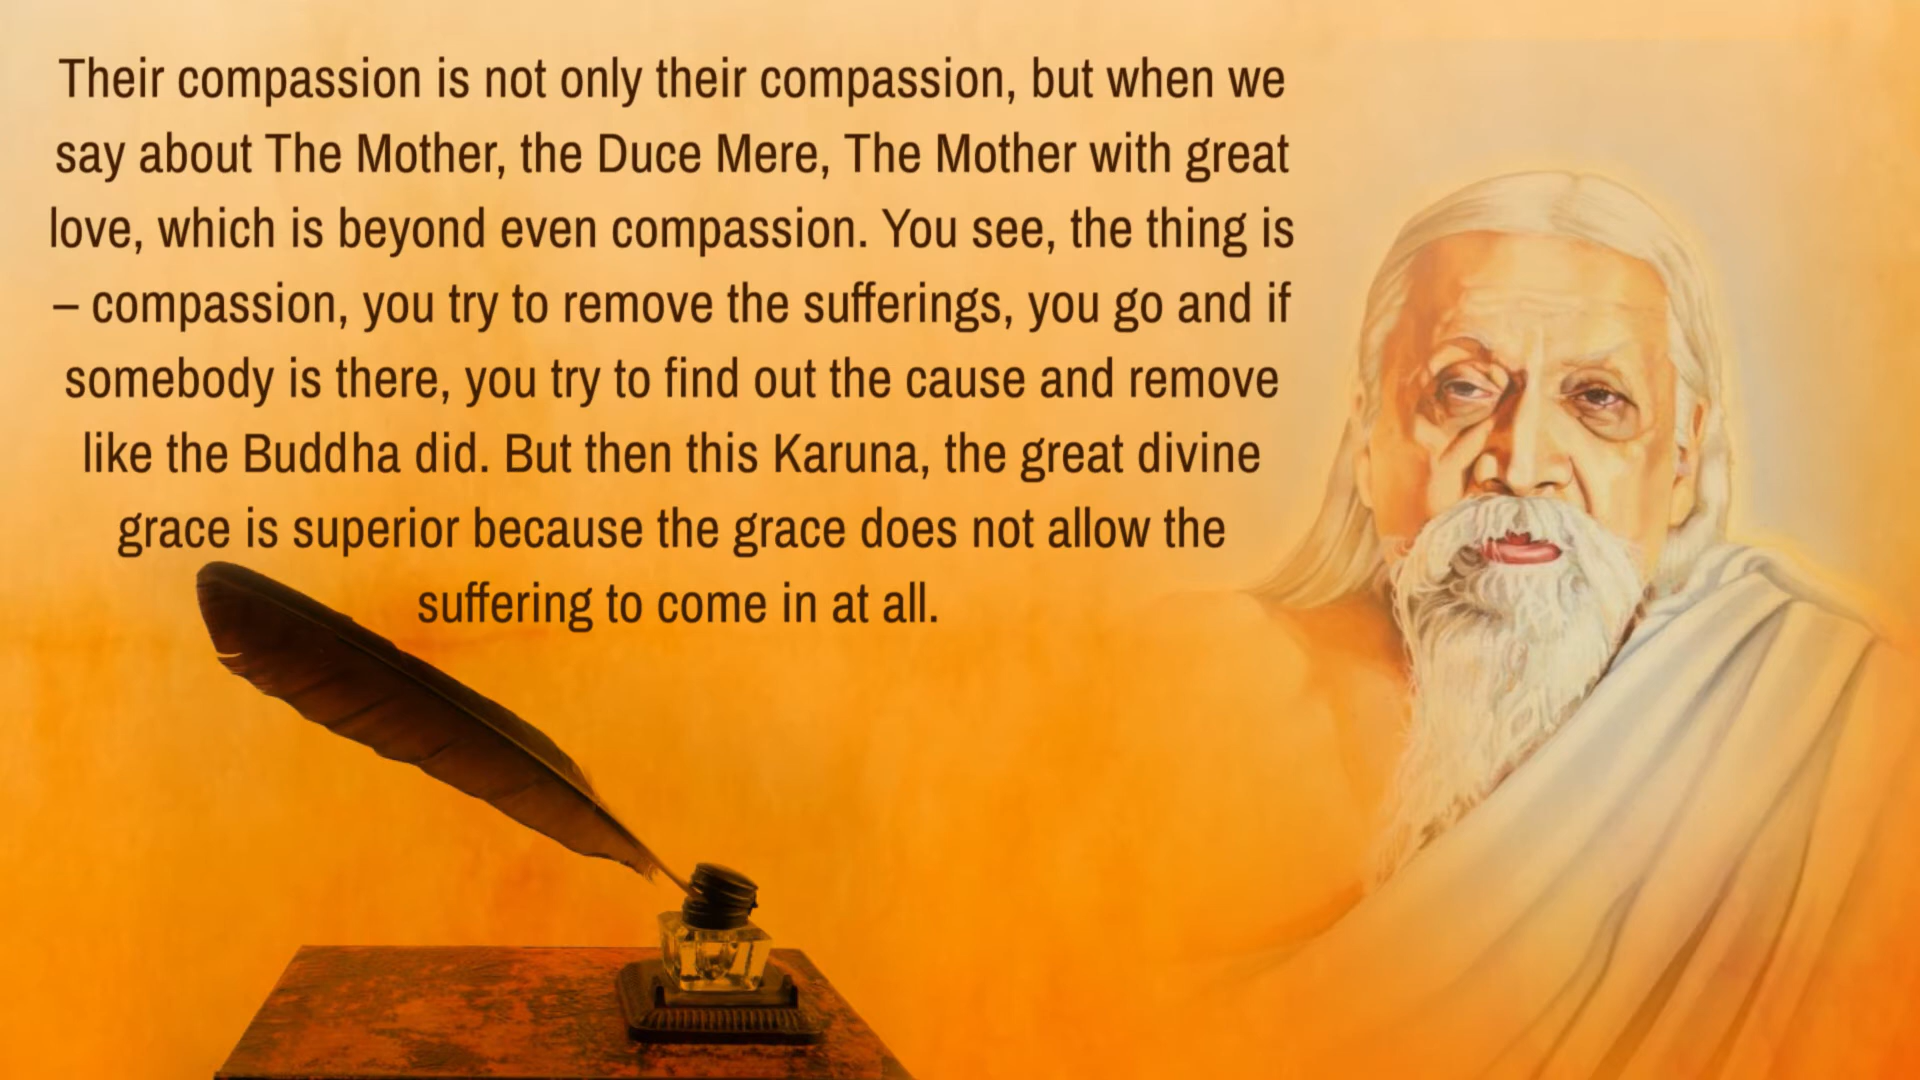 Their compassion is not only their compassion, but when we
say about The Mother, the Duce Mere, The Mother with great
love, which is beyond even compassion. You see, the thing is
– compassion, you try to remove the sufferings, you go and if
somebody is there, you try to find out the cause and remove
like the Buddha did. But then this Karuna, the great divine
grace is superior because the grace does not allow the
suffering to come in at all.